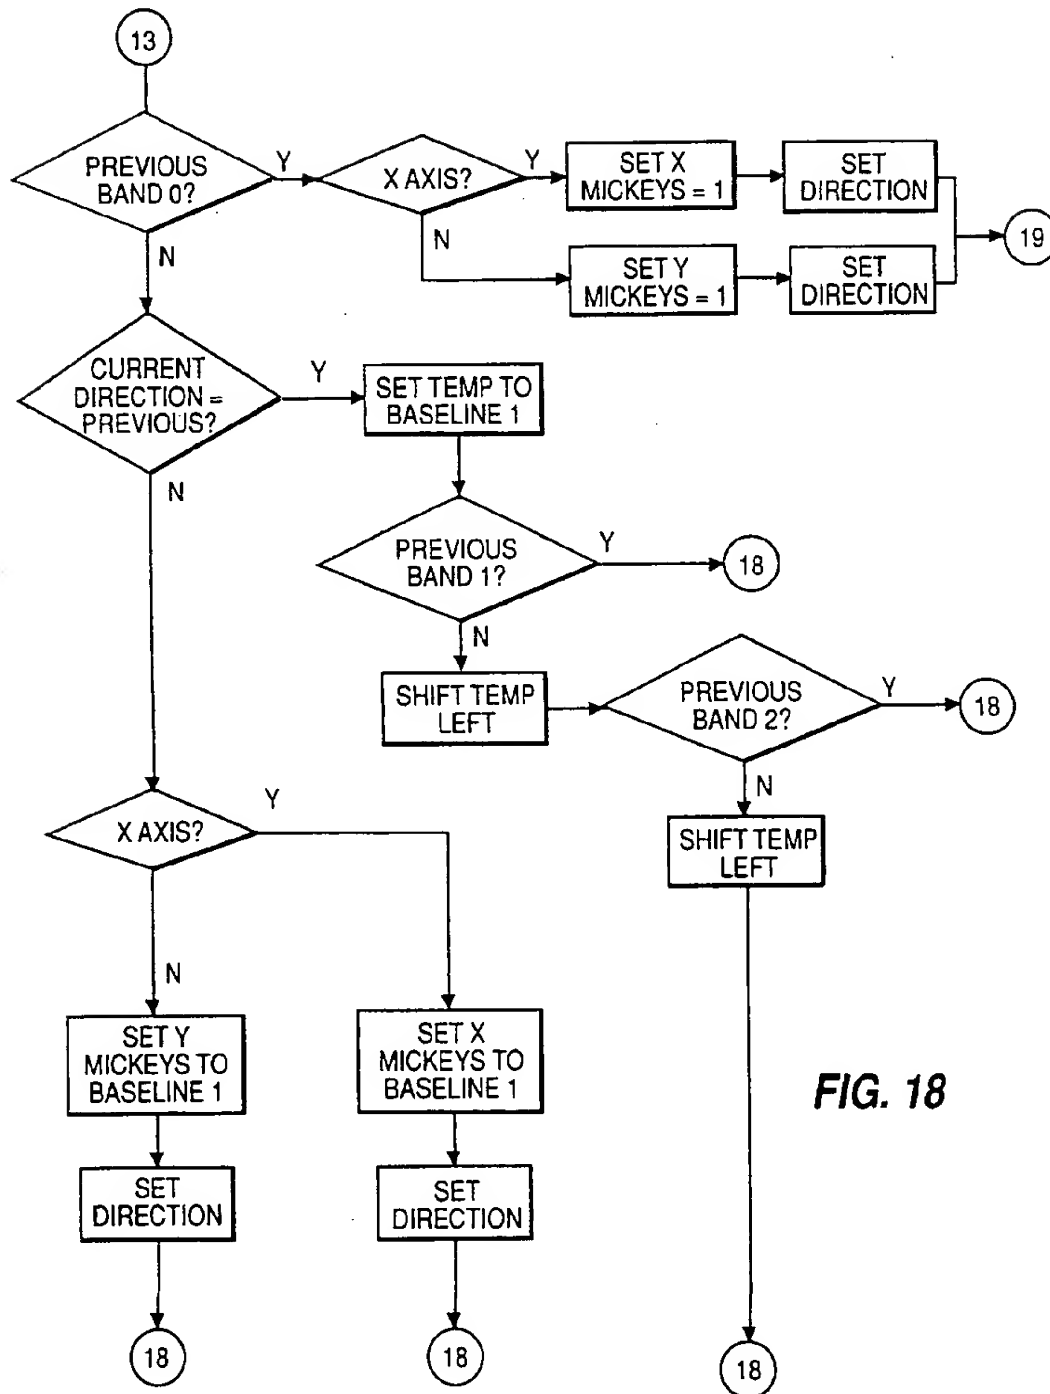 13
PREVIOUS
BAND 0?
Y
X AXIS?
Y
SET X
MICKEYS = 1
SET
DIRECTION
19
N
N
SET Y
MICKEYS = 1
SET
DIRECTION
CURRENT
DIRECTION =
PREVIOUS?
Y
SET TEMP TO
BASELINE 1
N
PREVIOUS
BAND 1?
Y
18
N
SHIFT TEMP
LEFT
PREVIOUS
BAND 2?
Y
18
N
SHIFT TEMP
LEFT
X AXIS?
Y
N
SET Y
MICKEYS TO
BASELINE 1
SET X
MICKEYS TO
BASELINE 1
FIG. 18
SET
DIRECTION
SET
DIRECTION
18
18
18